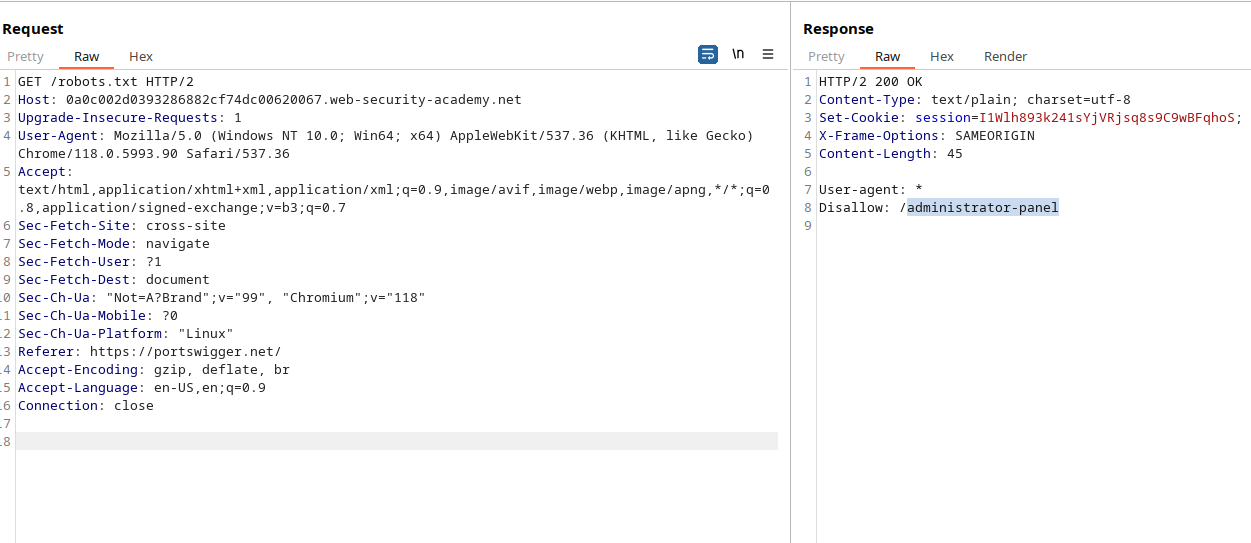 Request
Pretty Raw Hex \n
1 GET /robots.txt HTTP/2
2 Host: 0a0c002d0393286882cf74dc00620067.web-security-academy.net
3 Upgrade-Insecure-Requests: 1
4 User-Agent: Mozilla/5.0 (Windows NT 10.0; Win64; x64) AppleWebKit/537.36 (KHTML, like Gecko)
Chrome/118.0.5993.90 Safari/537.36
5 Accept:
text/html,application/xhtml+xml,application/xml;q=0.9,image/avif,image/webp,image/apng,*/*;q=0
.8,application/signed-exchange;v=b3;q=0.7
6 Sec-Fetch-Site: cross-site
7 Sec-Fetch-Mode: navigate
8 Sec-Fetch-User: ?1
9 Sec-Fetch-Dest: document
10 Sec-Ch-Ua: "Not=A?Brand";v="99", "Chromium";v="118"
11 Sec-Ch-Ua-Mobile: ?0
12 Sec-Ch-Ua-Platform: "Linux"
13 Referer: https://portswigger.net/
14 Accept-Encoding: gzip, deflate, br
15 Accept-Language: en-US,en;q=0.9
16 Connection: close
17
18
Response
Pretty Raw Hex Render
1 HTTP/2 200 OK
2 Content-Type: text/plain; charset=utf-8
3 Set-Cookie: session=I1Wlh893k241sYjVRjsq8s9C9wBFqhoS;
4 X-Frame-Options: SAMEORIGIN
5 Content-Length: 45
6
7 User-agent: *
8 Disallow: /administrator-panel
9